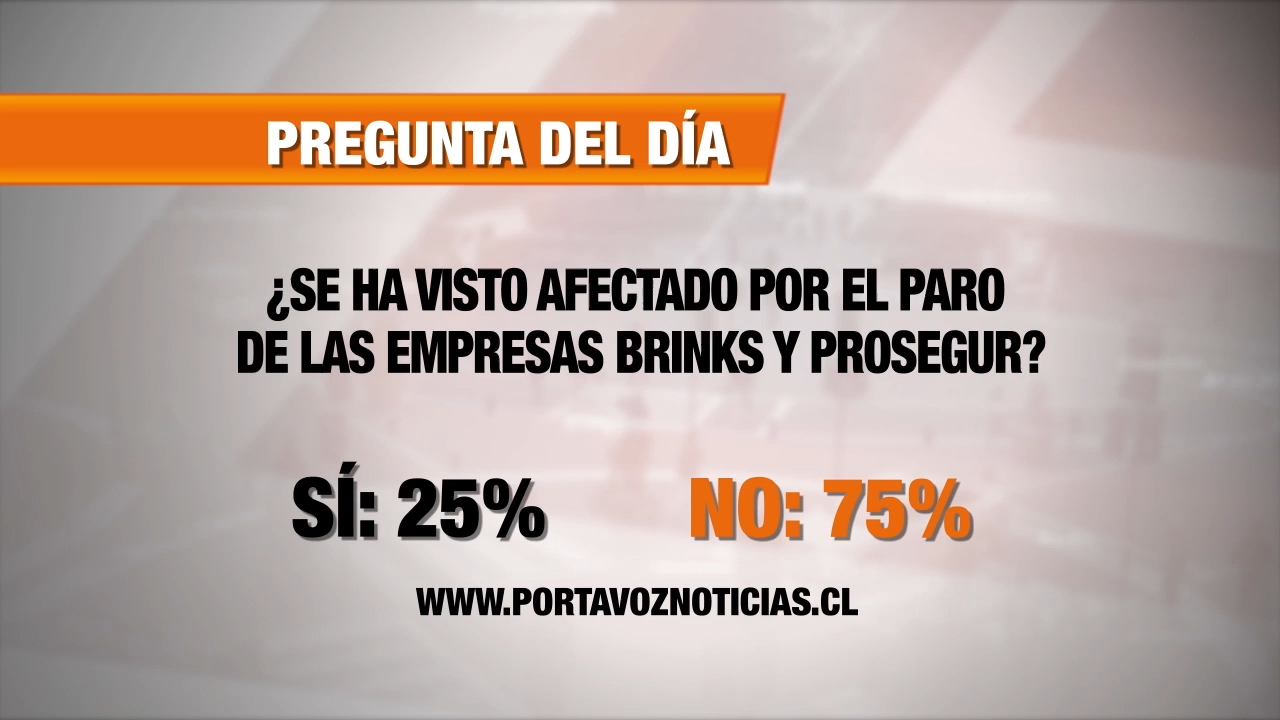 PREGUNTA DEL DÍA
¿SE HA VISTO AFECTADO POR EL PARO
DE LAS EMPRESAS BRINKS Y PROSEGUR?
SÍ: 25% NO: 75%
WWW.PORTAVOZNOTICIAS.CL